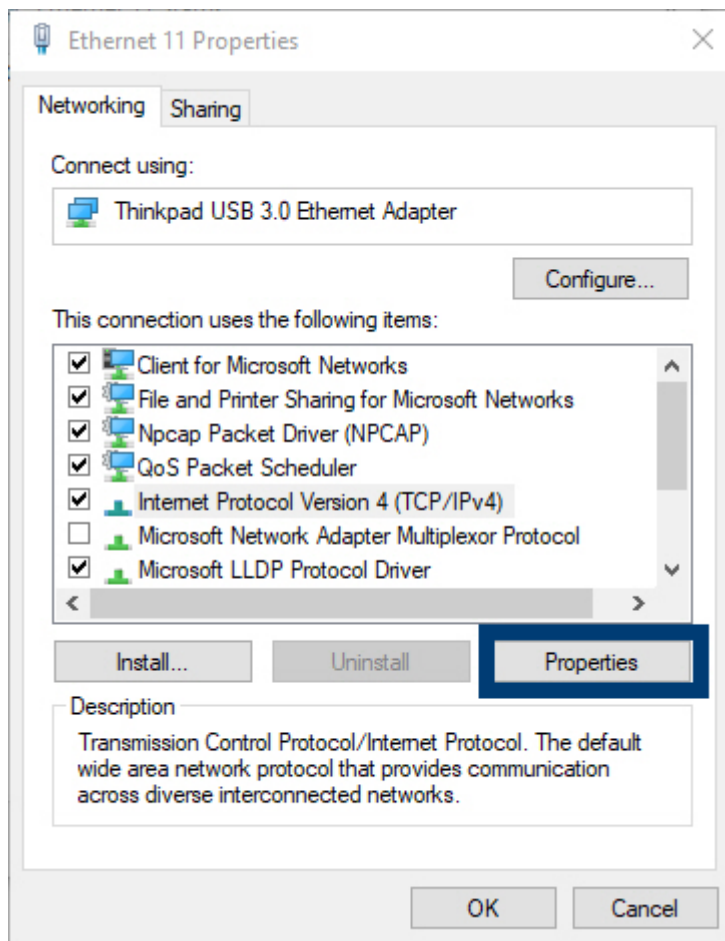 Ethernet 11 Properties
Networking
Sharing
Connect using:
Thinkpad USB 3.0 Ethernet Adapter
Configure...
This connection uses the following items:
Client for Microsoft Networks
File and Printer Sharing for Microsoft Networks
Npcap Packet Driver (NPCAP)
QoS Packet Scheduler
Internet Protocol Version 4 (TCP/IPv4)
Microsoft Network Adapter Multiplexor Protocol
Microsoft LLDP Protocol Driver
Install...
Uninstall
Properties
Description
Transmission Control Protocol/Internet Protocol. The default
wide area network protocol that provides communication
across diverse interconnected networks.
OK
Cancel